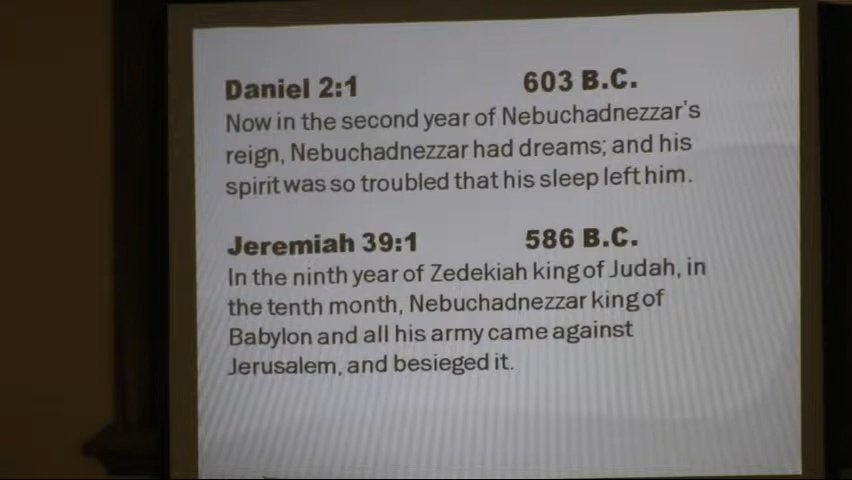 Daniel 2:1 603 B.C.
Now in the second year of Nebuchadnezzar's
reign, Nebuchadnezzar had dreams; and his
spirit was so troubled that his sleep left him.
Jeremiah 39:1 586 B.C.
In the ninth year of Zedekiah king of Judah, in
the tenth month, Nebuchadnezzar king of
Babylon and all his army came against
Jerusalem, and besieged it.